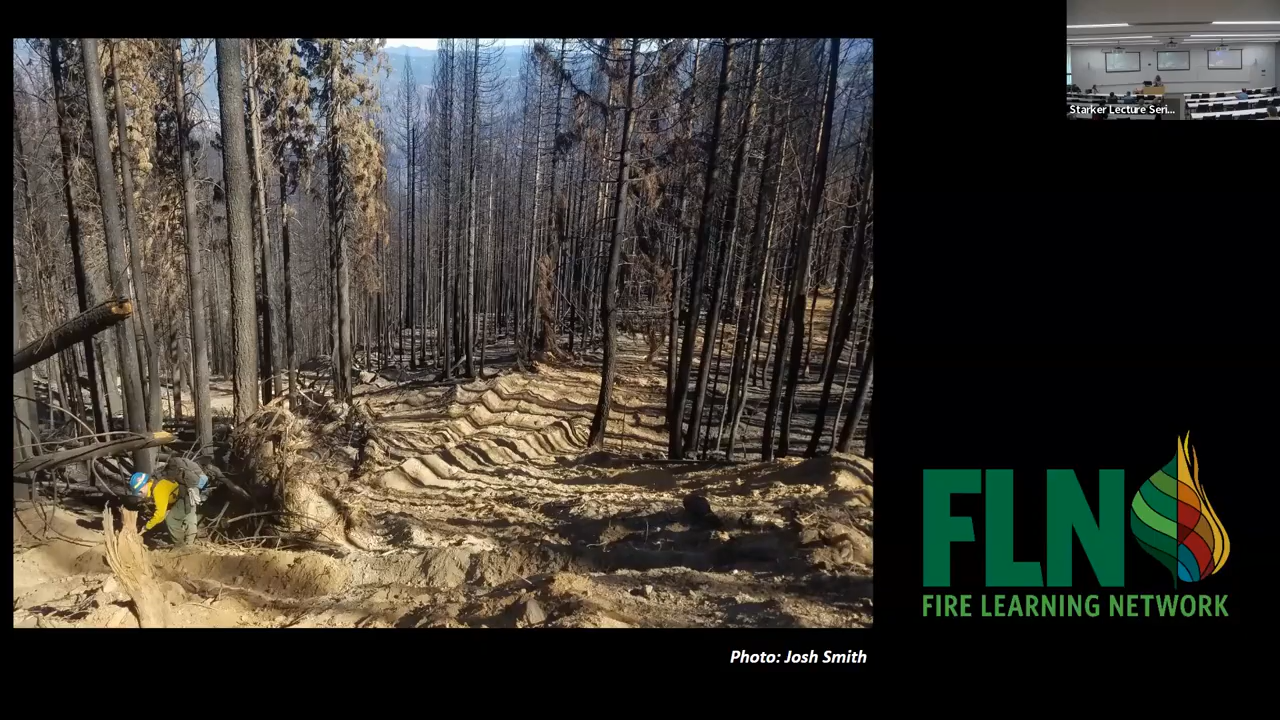 Starker Lecture Seri...
FLN
FIRE LEARNING NETWORK
Photo: Josh Smith